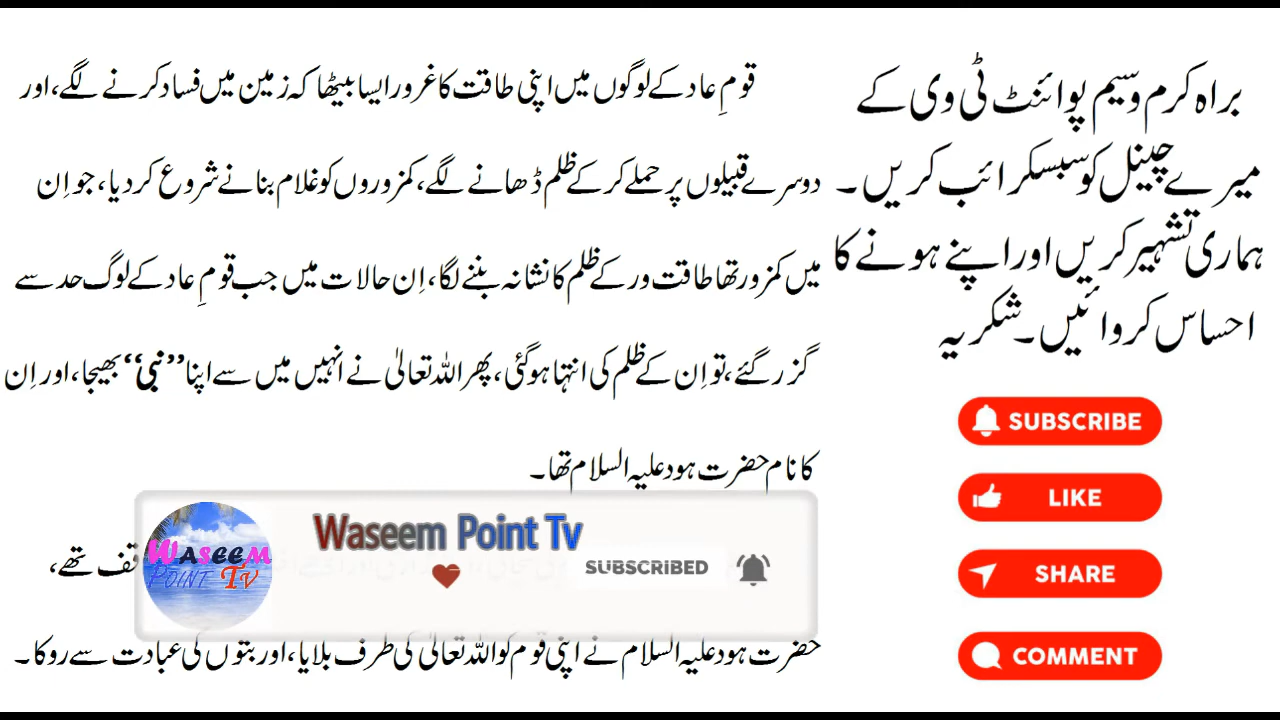 براہ کرم وسیم پوائنٹ ٹی وی کے
میرے چینل کو سبسکرائب کریں۔
ہماری تشہیر کریں اور اپنے ہونے کا
احساس کروائیں۔ شکریہ
قومِ عاد کے لوگوں میں اپنی طاقت کا غرور ایسا بیٹھا کہ زمین میں فساد کرنے لگے، اور
دوسرے قبیلوں پر حملے کر کے ظلم ڈھانے لگے، کمزوروں کو غلام بنانے شروع کر دیا، جو اِن
میں کمزور تھا طاقت ور کے ظلم کا نشانہ بننے لگا، اِن حالات میں جب قومِ عاد کے لوگ حد سے
گزر گئے، تو اِن کے ظلم کی انتہا ہو گئی، پھر اللہ تعالیٰ نے انہیں میں سے اپنا ”نبی“ بھیجا، اور اِن
کا نام حضرت ہود علیہ السلام تھا۔
تھے،
حضرت ہود علیہ السلام نے اپنی قوم کو اللہ تعالیٰ کی طرف بلایا، اور بتوں کی عبادت سے روکا۔
SUBSCRIBE
LIKE
SHARE
COMMENT
Waseem Point Tv
SUBSCRIBED
WASEEM
POINT TV